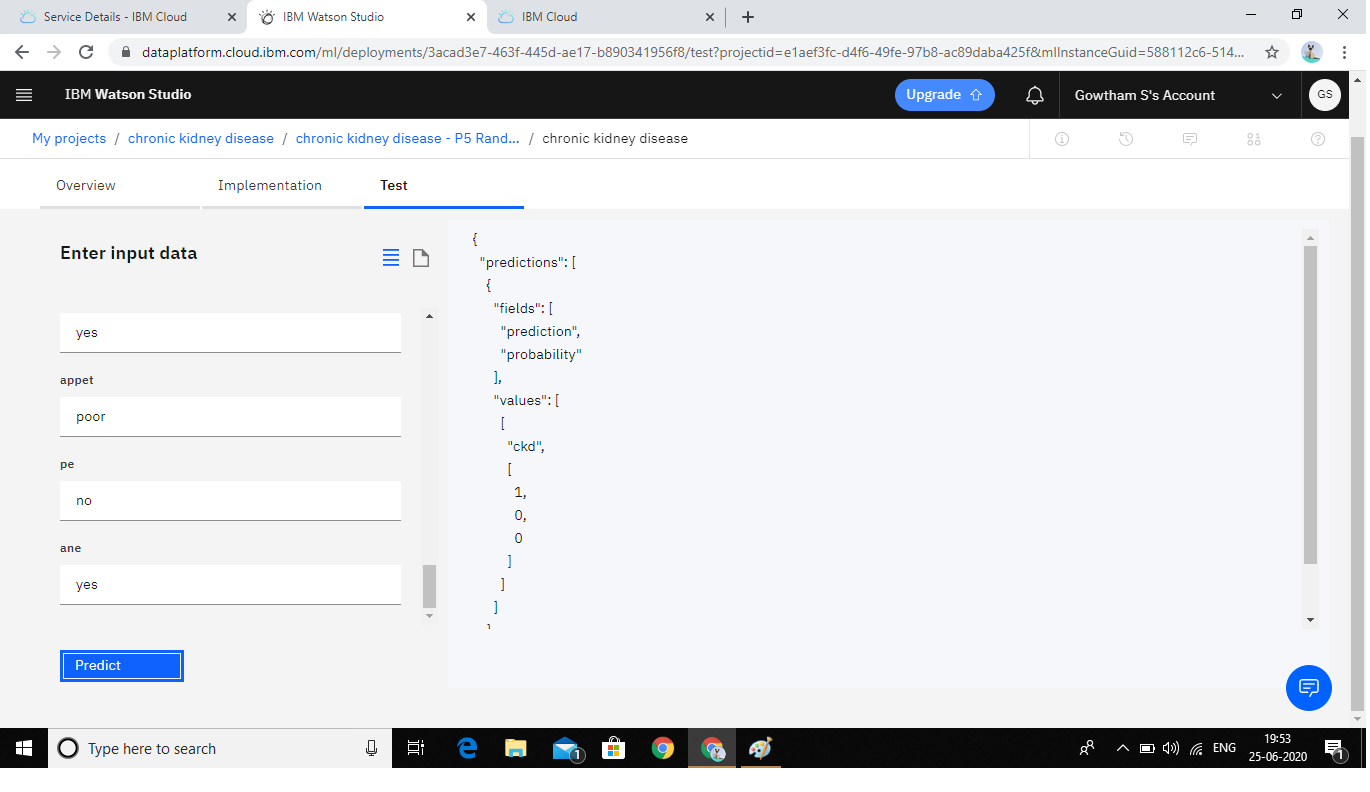 Service Details - IBM Cloud
IBM Watson Studio
IBM Cloud
dataplatform.cloud.ibm.com/ml/deployments/3acad3e7-463f-445d-ae17-b890341956f8/test?projectid=e1aef3fc-d4f6-49fe-97b8-ac89daba425f&mlInstanceGuid=588112c6-514...
IBM Watson Studio
Upgrade
Gowtham S's Account
GS
My projects / chronic kidney disease / chronic kidney disease - P5 Rand... / chronic kidney disease
Overview
Implementation
Test
Enter input data
yes
appet
poor
pe
no
ane
yes
Predict
{
"predictions": [
{
"fields": [
"prediction",
"probability"
],
"values": [
[
"ckd",
[
1,
0,
0
]
]
]
Type here to search
1
ENG
19:53
25-06-2020
1